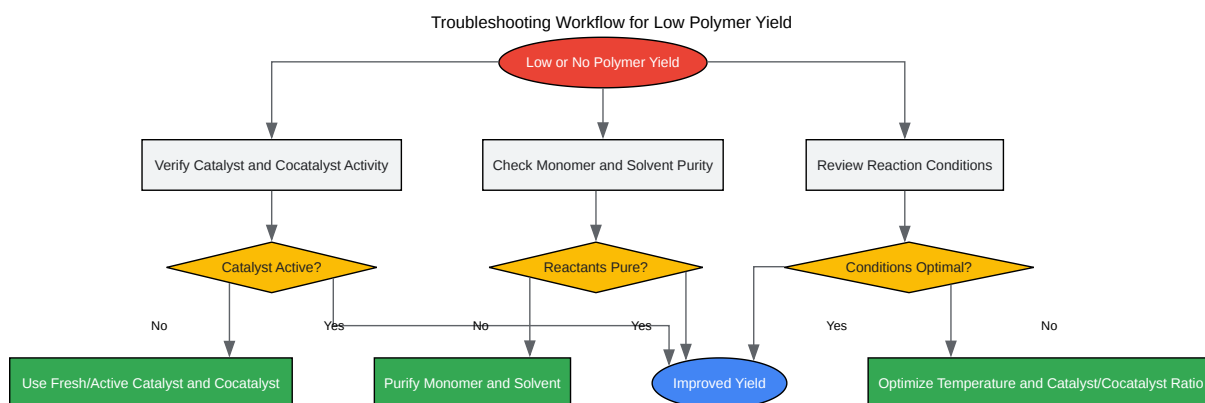 Troubleshooting Workflow for Low Polymer Yield
Low or No Polymer Yield
Verify Catalyst and Cocatalyst Activity
Check Monomer and Solvent Purity
Review Reaction Conditions
Catalyst Active?
Reactants Pure?
Conditions Optimal?
No
Yes
No
Yes
Yes
No
Use Fresh/Active Catalyst and Cocatalyst
Purify Monomer and Solvent
Improved Yield
Optimize Temperature and Catalyst/Cocatalyst Ratio